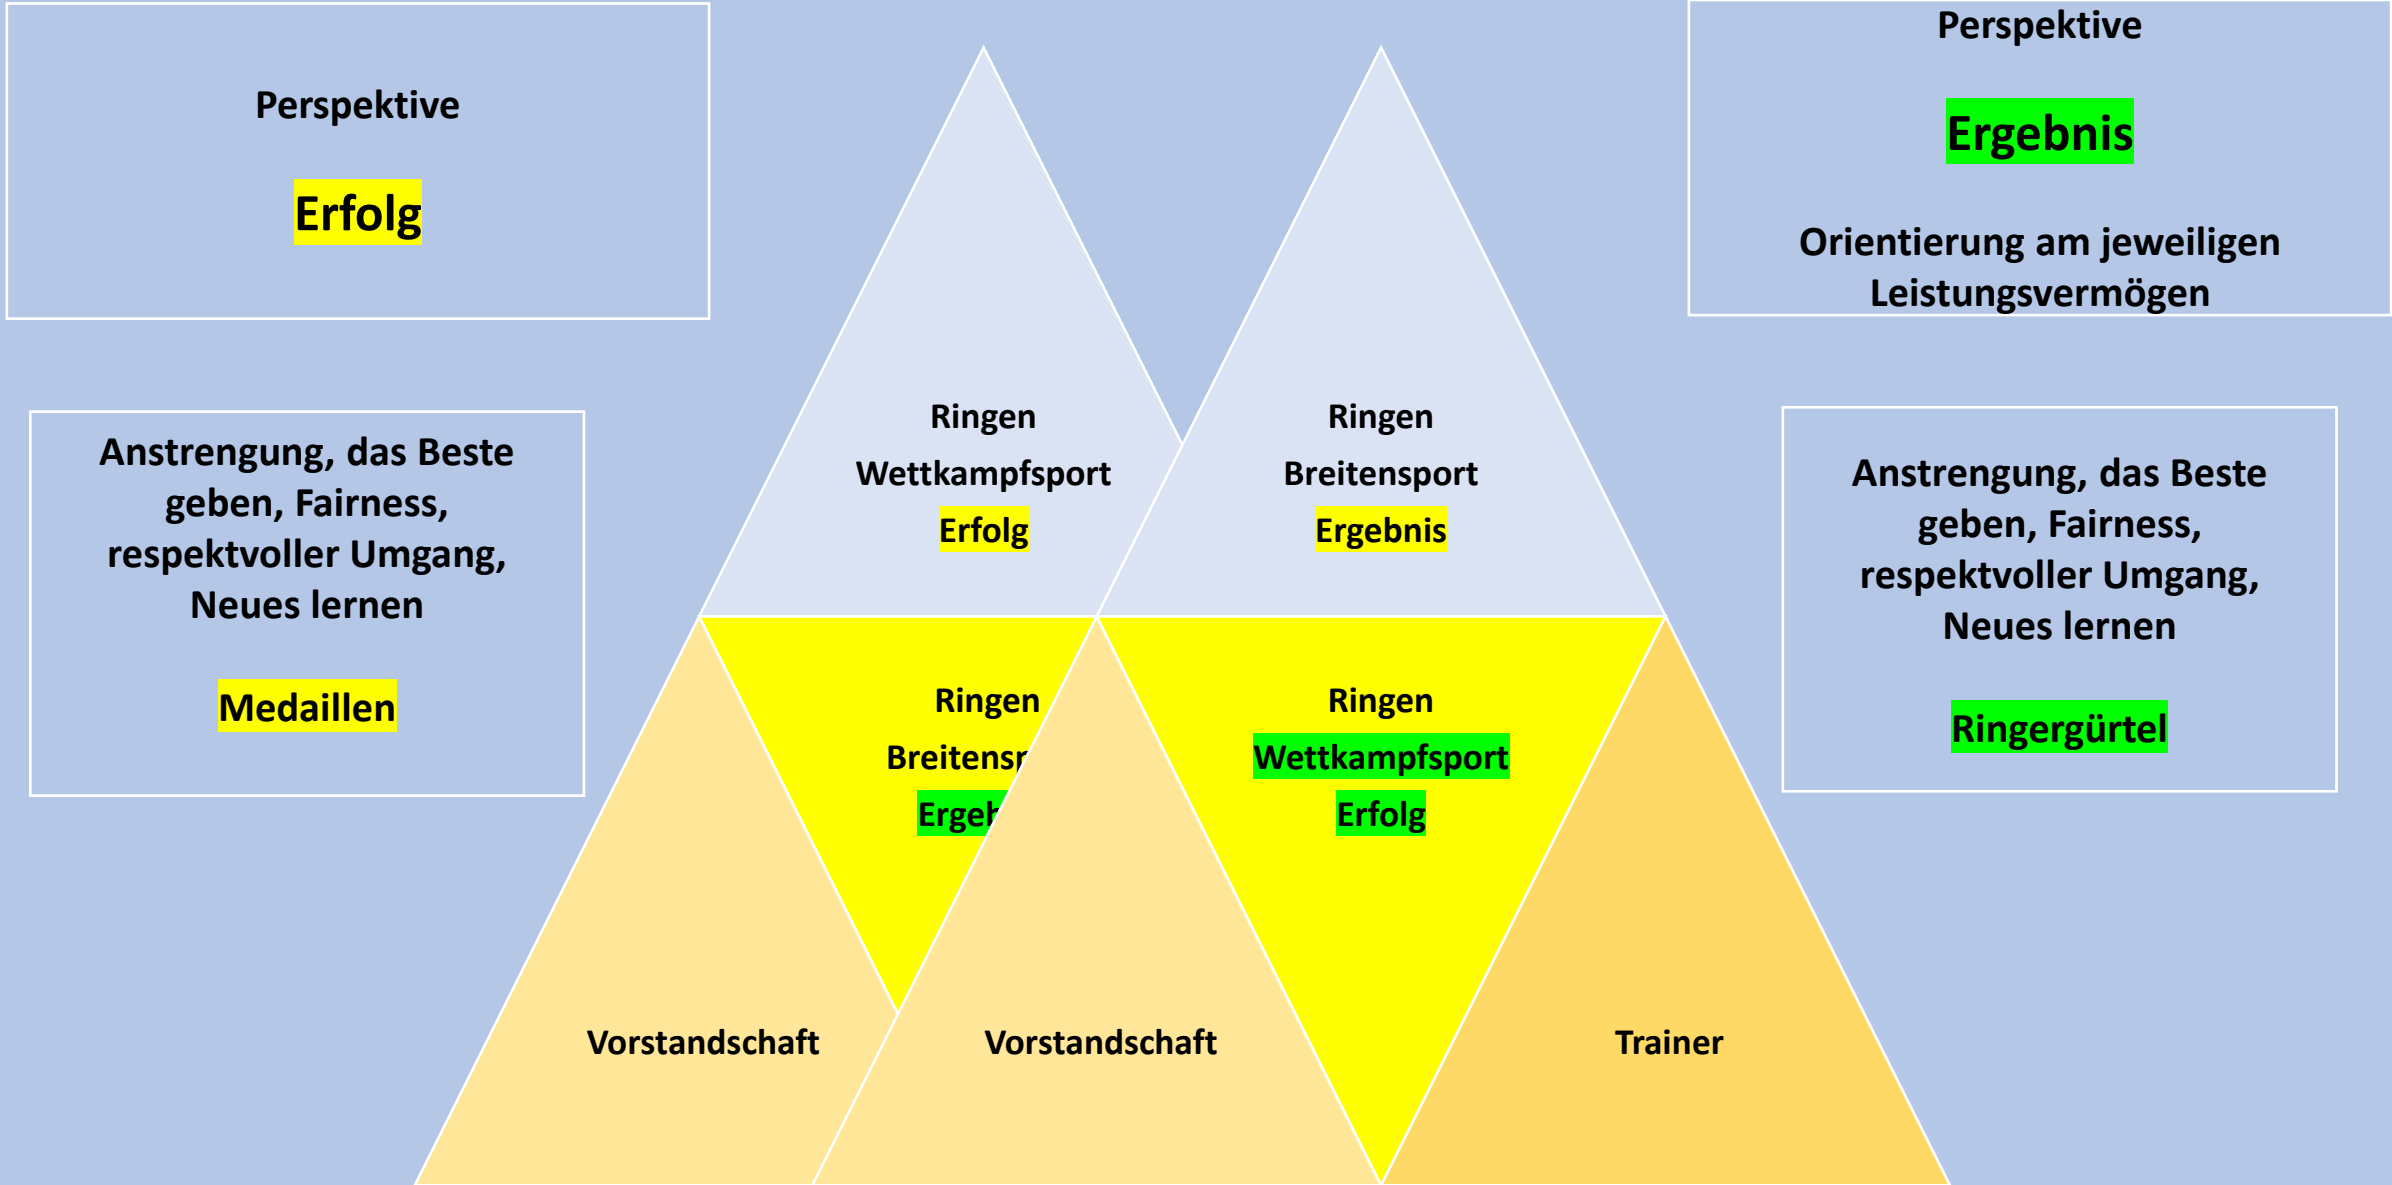 Perspektive
Erfolg
Perspektive
Ergebnis
Orientierung am jeweiligen
Leistungsvermögen
Anstrengung, das Beste
geben, Fairness,
respektvoller Umgang,
Neues lernen
Medaillen
Ringen
Wettkampfsport
Erfolg
Ringen
Breitensport
Ergebnis
Anstrengung, das Beste
geben, Fairness,
respektvoller Umgang,
Neues lernen
Ringergürtel
Ringen
Ringen
Wettkampfsport
Erfolg
Vorstandschaft
Vorstandschaft
Trainer